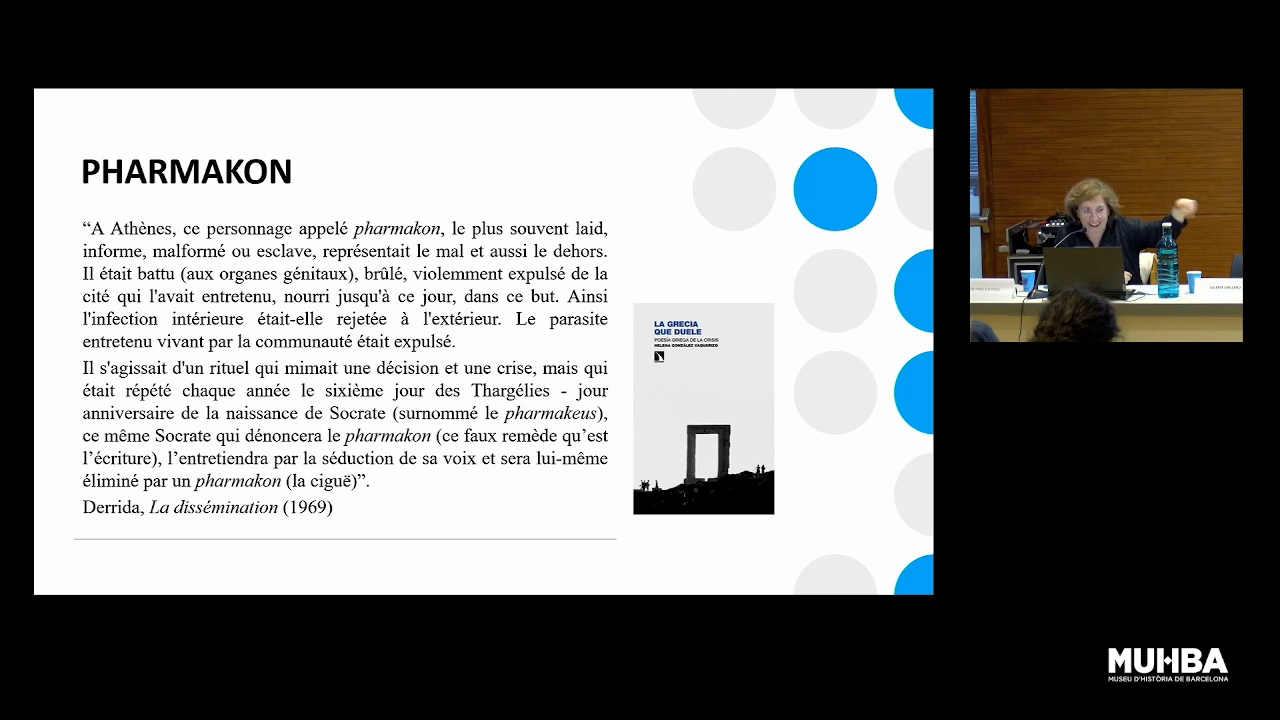 PHARMAKON
“A Athènes, ce personnage appelé pharmakon, le plus souvent laid,
informe, malformé ou esclave, représentait le mal et aussi le dehors.
Il était battu (aux organes génitaux), brûlé, violemment expulsé de la
cité qui l'avait entretenu, nourri jusqu'à ce jour, dans ce but. Ainsi
l'infection intérieure était-elle rejetée à l'extérieur. Le parasite
entretenu vivant par la communauté était expulsé.
Il s'agissait d'un rituel qui mimait une décision et une crise, mais qui
était répété chaque année le sixième jour des Thargélies - jour
anniversaire de la naissance de Socrate (surnommé le pharmakeus),
ce même Socrate qui dénoncera le pharmakon (ce faux remède qu’est
l’écriture), l’entretiendra par la séduction de sa voix et sera lui-même
éliminé par un pharmakon (la ciguë)”.
Derrida, La dissémination (1969)
LA GRECIA
QUE DUELE
POESÍA GRIEGA DE LA CRISIS
HELENA GONZÁLEZ VAQUERIZO
MUHBA
MUSEU D'HISTÒRIA DE BARCELONA